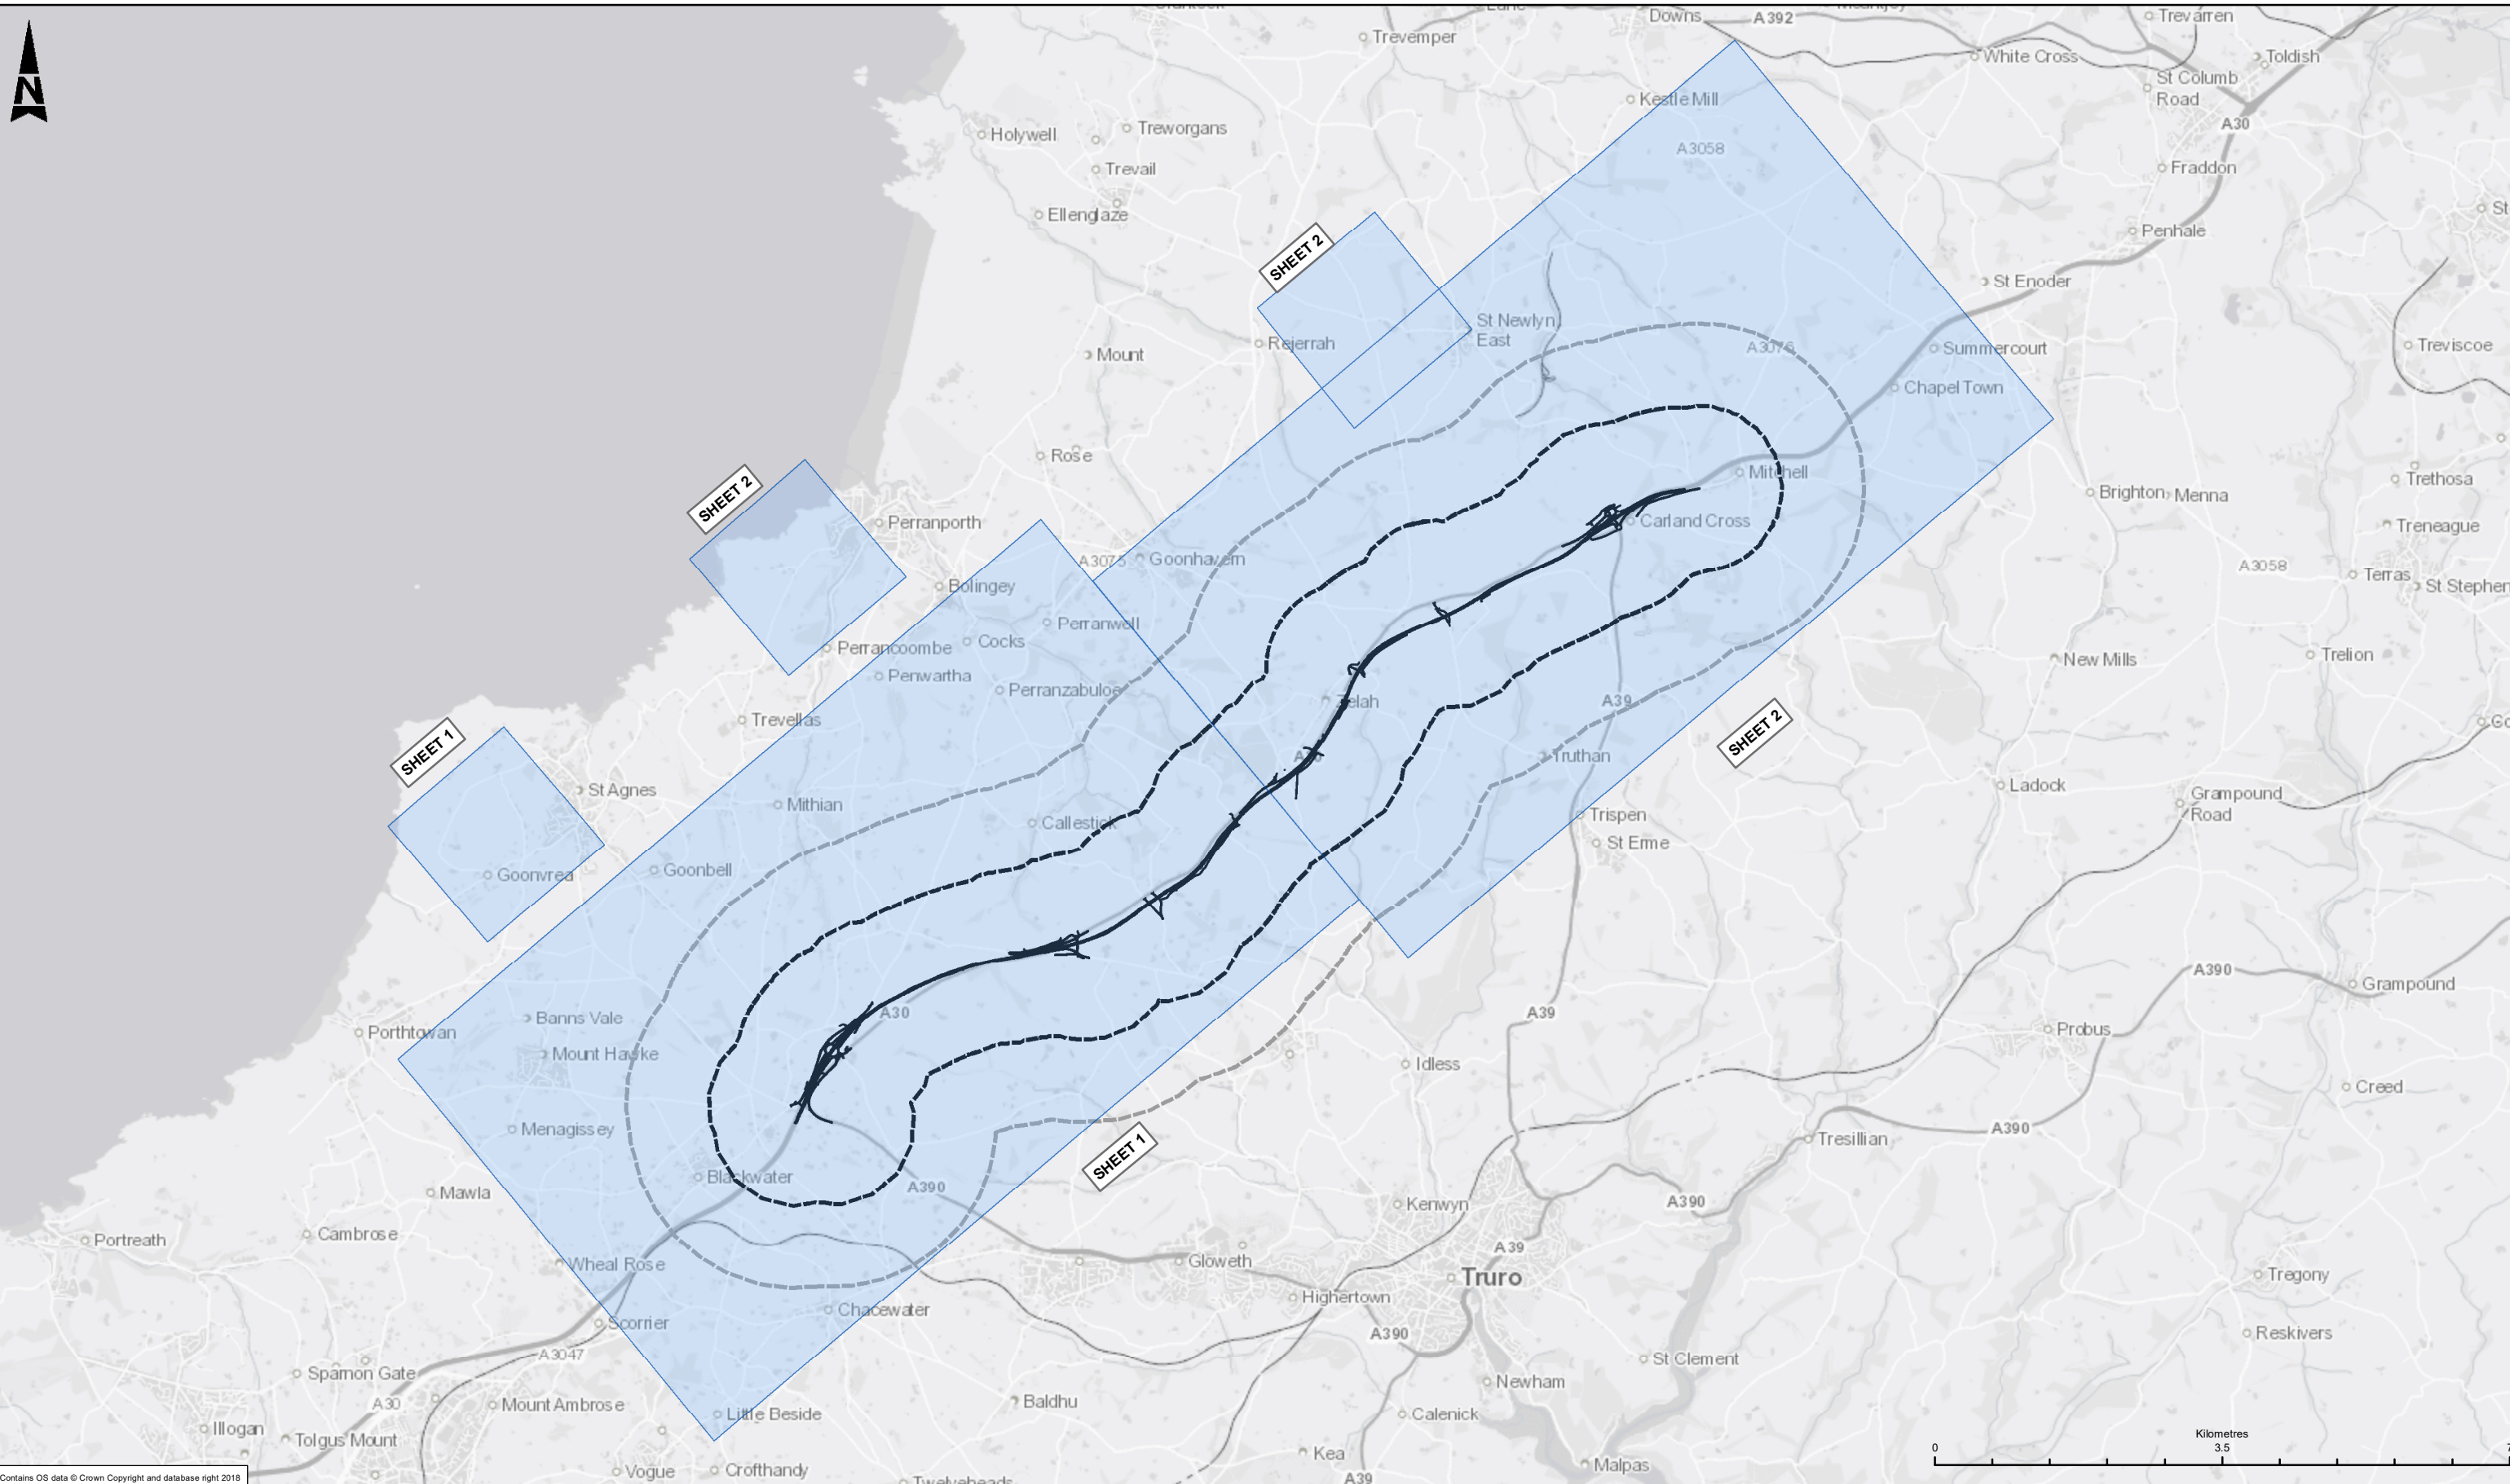 Downs
A392
Trevarren
Trevemper
White Cross
Toldish
St Columb
Road
Kestle Mill
A30
Holywell
Treworgans
A3058
Trevail
Fraddon
Ellenglaze
St
Penhale
SHEET 2
St Enoder
St Newlyn
East
Rejerrah
Mount
A3076
Summercourt
Treviscoe
Chapel Town
Rose
Mitchell
Trethosa
SHEET 2
Brighton
Menna
Perranporth
Carland Cross
Treneague
A3075
Goonhavern
A3058
Terras
St Stephen
Bolingey
Perranwell
Cocks
Perrancoombe
Trelion
New Mills
Penwartha
Perranzabuloe
Zelah
A39
Trevellas
SHEET 2
SHEET 1
Truthan
St Agnes
Mithian
Ladock
Grampound
Road
Callestick
Trispen
St Erme
Goonbell
Goonvrea
A390
Grampound
A30
A39
Banns Vale
Porthtowan
Probus
Mount Hawke
Idless
Creed
Menagissey
A390
Tresillian
SHEET 1
Blackwater
A390
Mawla
Kenwyn
A390
Cambrose
Portreath
A39
Gloweth
Wheal Rose
Truro
Tregony
Highertown
Chacewater
Scorrier
A390
Reskivers
A3047
St Clement
Sparnon Gate
Newham
Baldhu
A30
Mount Ambrose
Little Beside
Calenick
Illogan
Tolgus Mount
Kilometres
0
3.5
7
Kea
Malpas
Vogue
Crofthandy
A39
Contains OS data © Crown Copyright and database right 2018